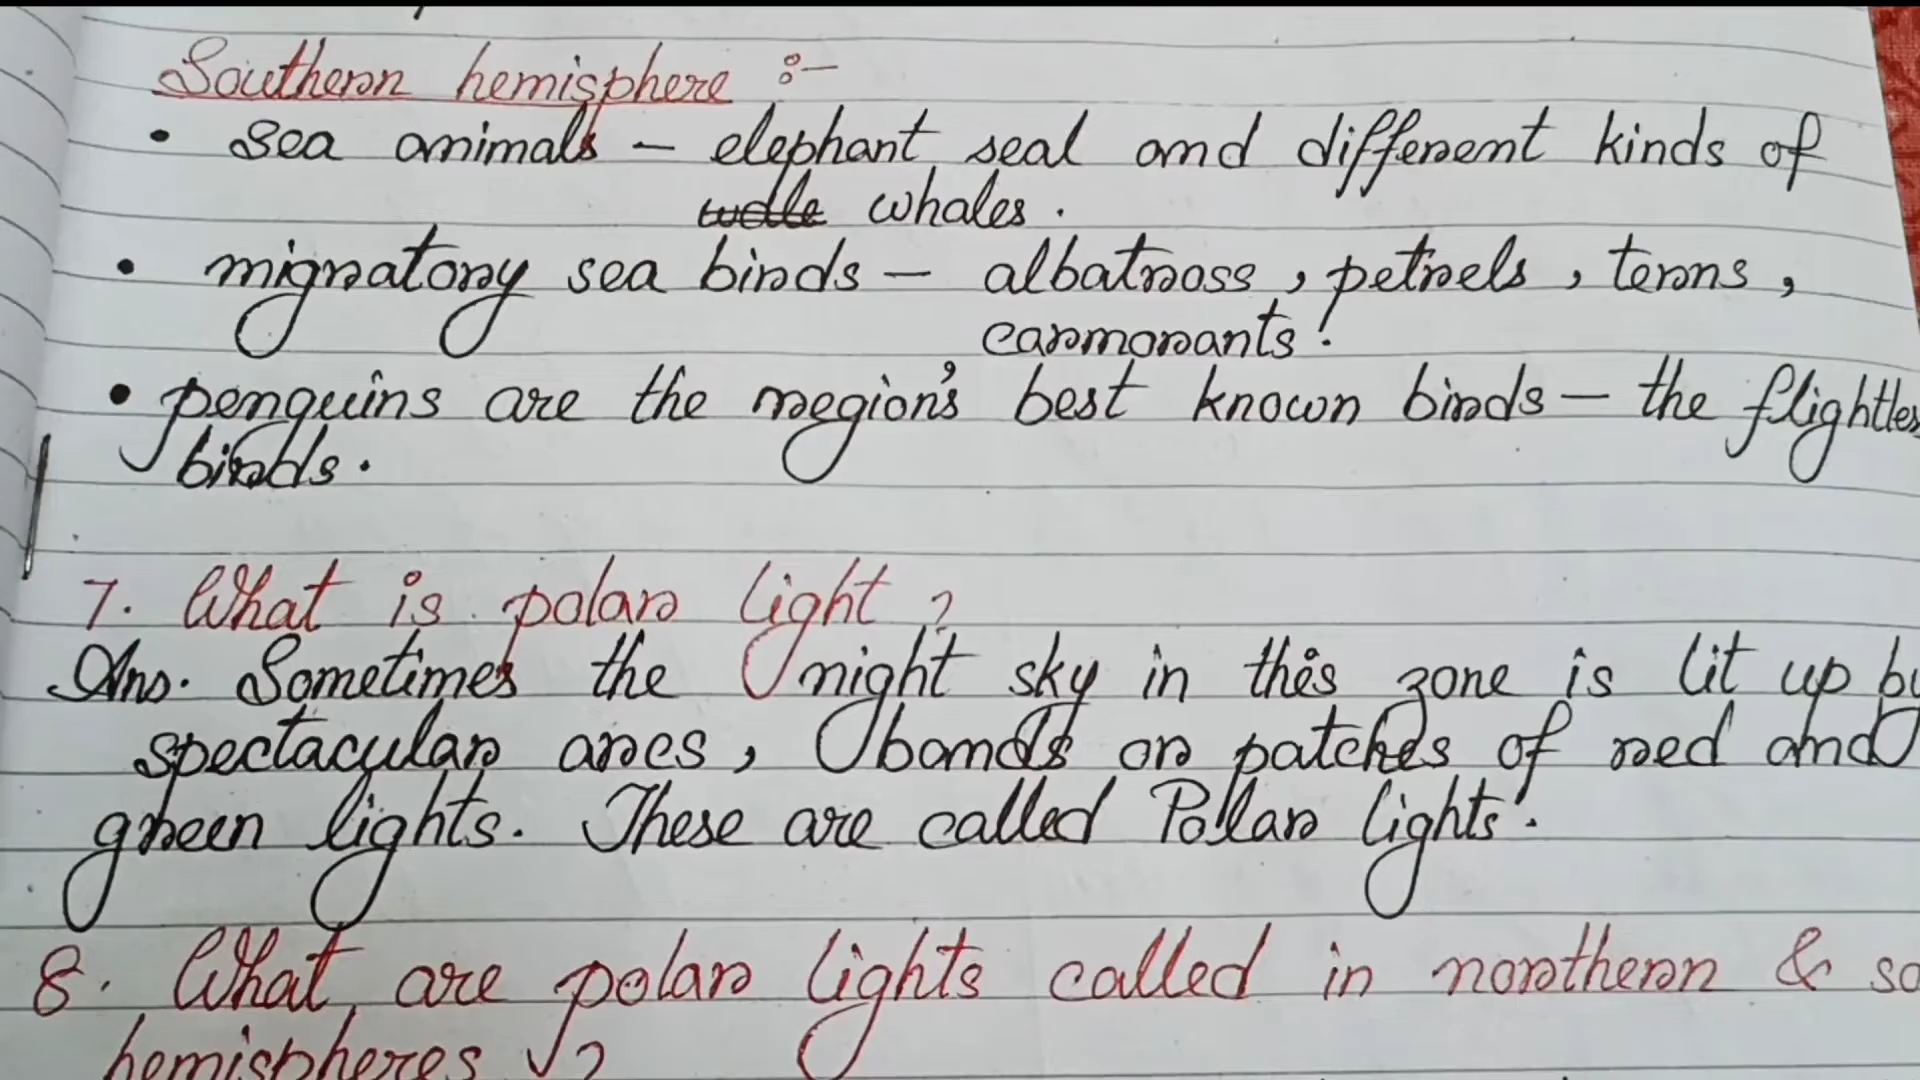 Southern hemisphere :-
• sea animals - elephant seal and different kinds of
whales.
• migratory sea birds - albatross, petrels, terns,
carmorants.
• penguins are the region's best known birds - the flightles
birds.
7. What is polar light ?
Ans. Sometimes the night sky in this zone is lit up by
spectacular arcs, bands or patches of red and
green lights. These are called Pollar lights.
8. What are polar lights called in northern & so
hemispheres ?